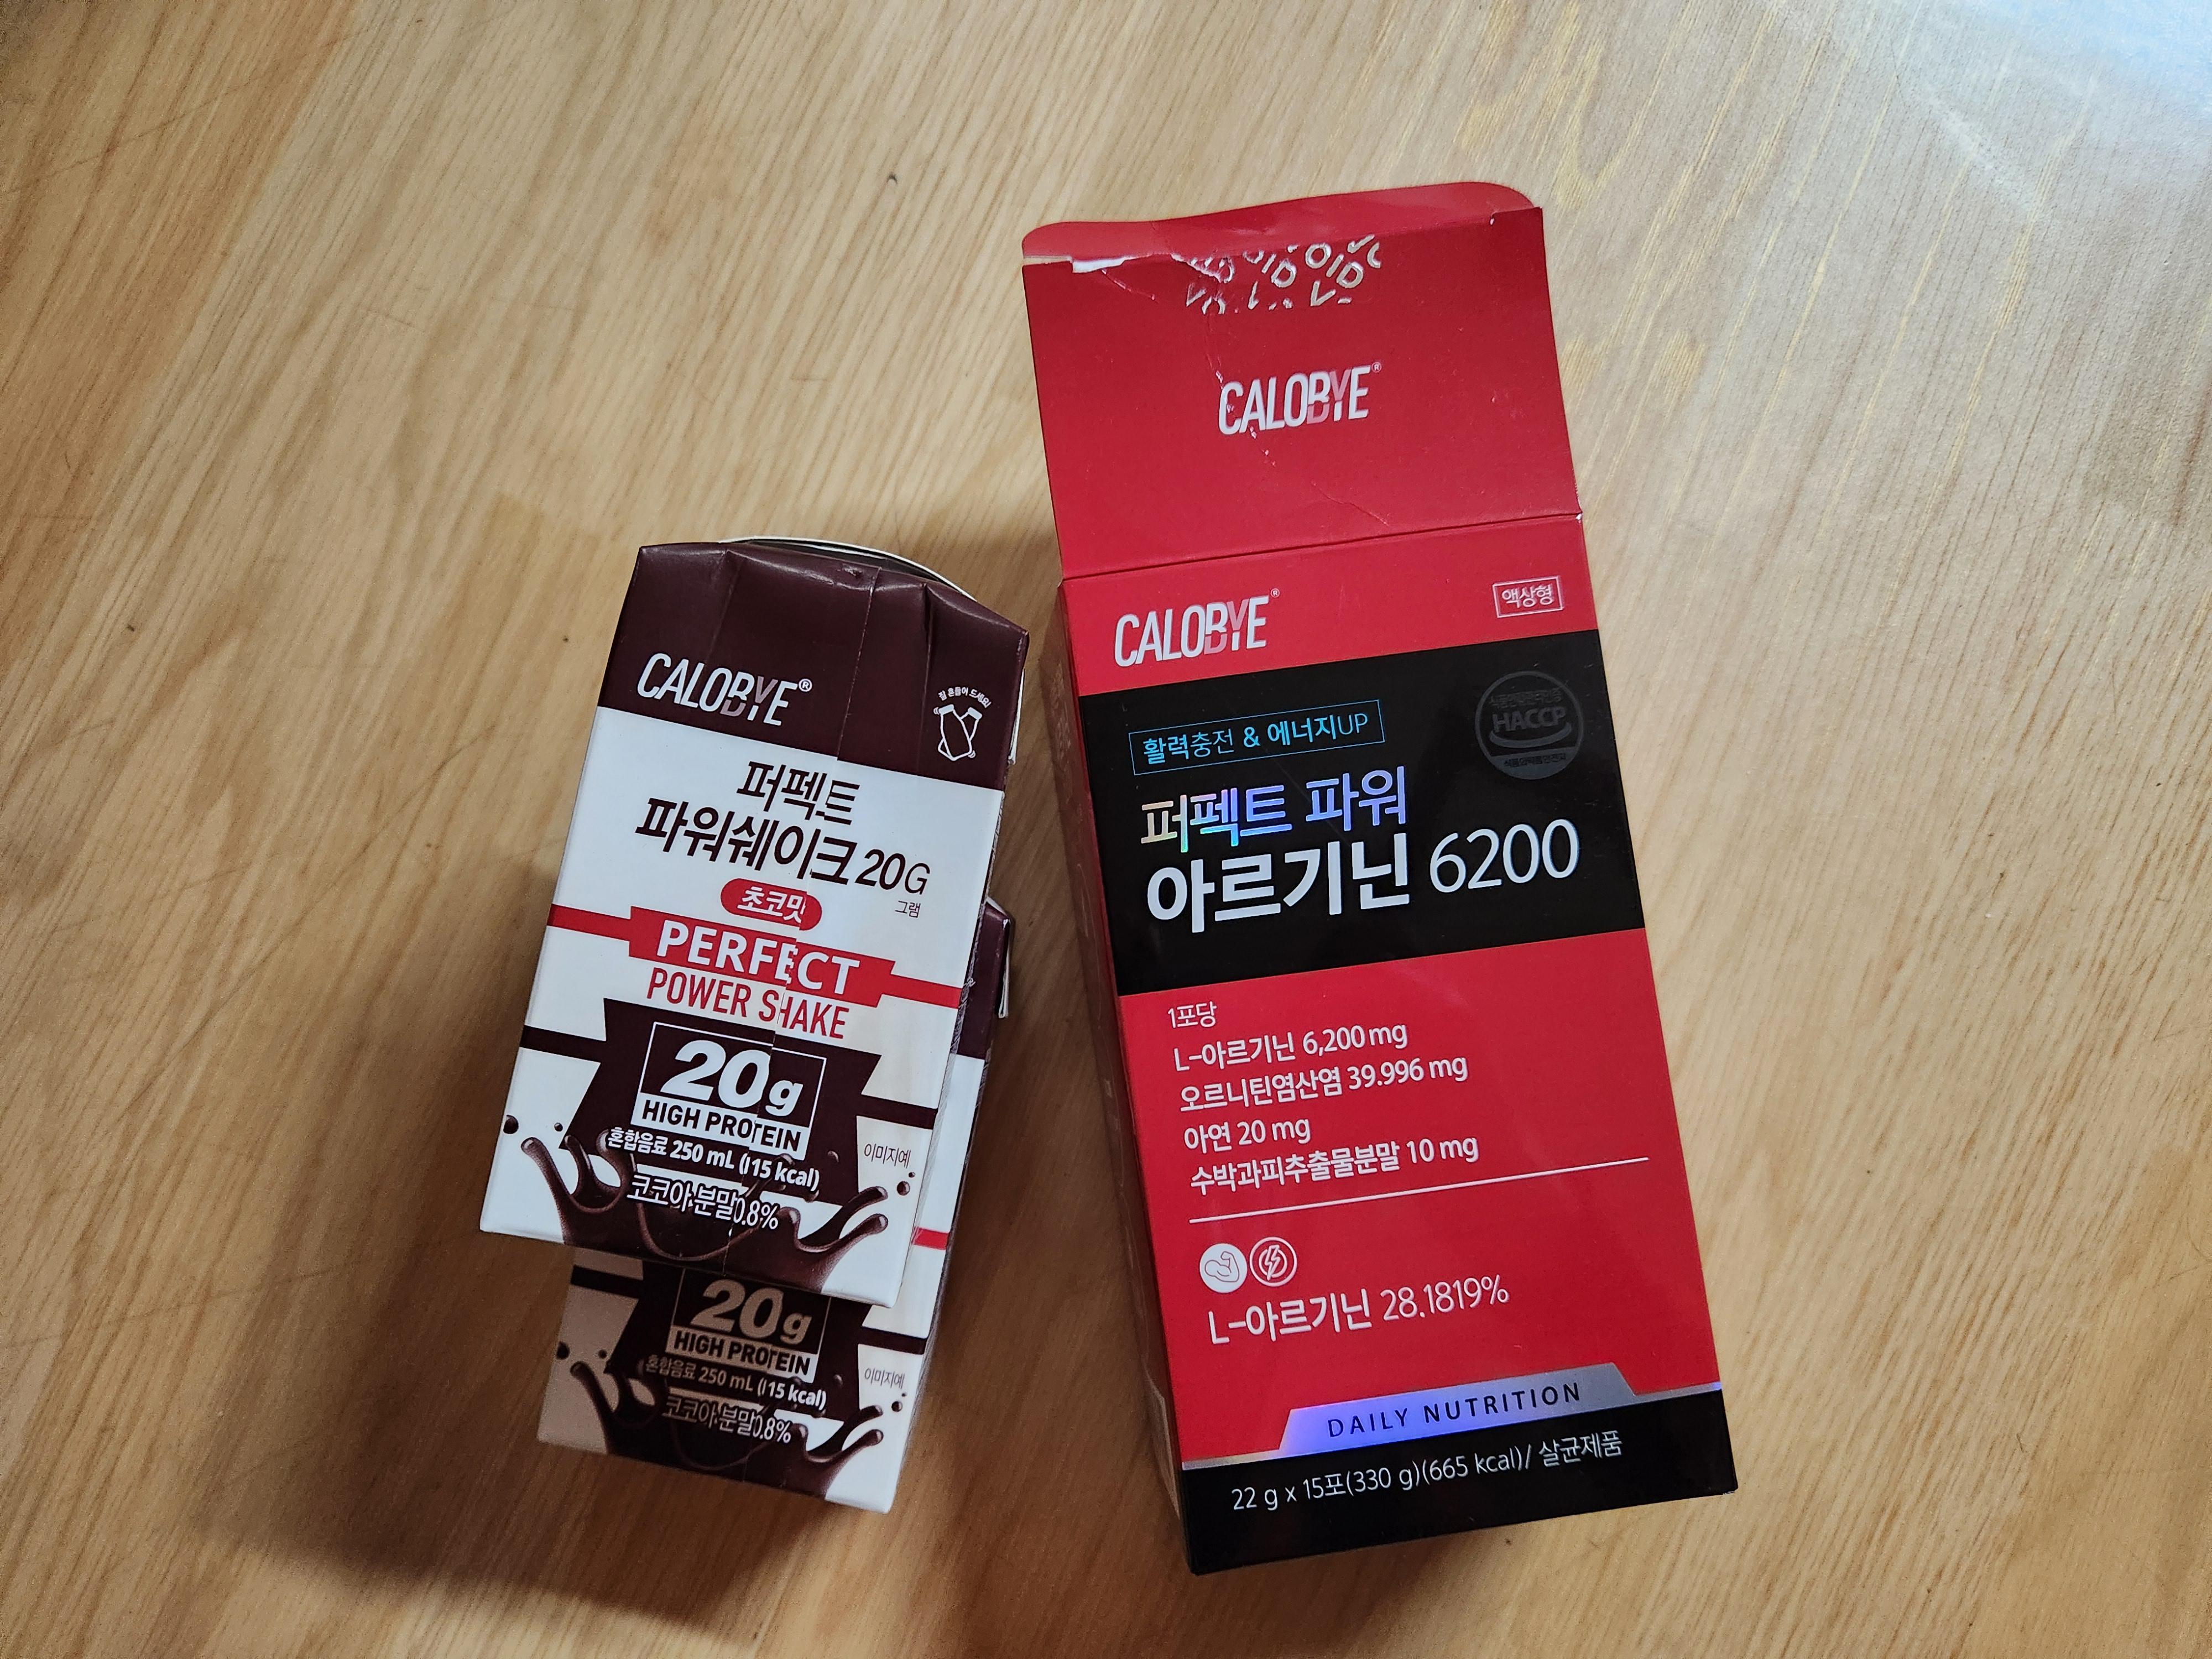 CALOBYE®
잘 흔들어 드세요!
퍼펙트
파워쉐이크 20G
그램
초코맛
PERFECT
POWER SHAKE
20g
HIGH PROTEIN
혼합음료 250 mL (115 kcal)
이미지예
코코아분말0.8%
20g
HIGH PROTEIN
혼합음료 250 mL (115 kcal)
이미지예
코코아분말0.8%
CALOBYE®
CALOBYE®
액상형
활력충전 & 에너지UP
HACCP
퍼펙트 파워
아르기닌 6200
1포당
L-아르기닌 6,200 mg
오르니틴염산염 39.996 mg
아연 20 mg
수박과피추출물분말 10 mg
L-아르기닌 28.1819%
DAILY NUTRITION
22 g x 15포(330 g)(665 kcal)/ 살균제품